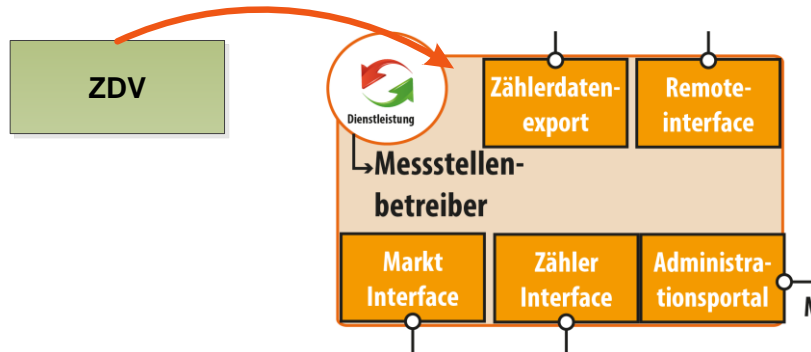 ZDV
Dienstleistung
Zählerdaten-
export
Remote-
interface
Messstellen-
betreiber
Markt
Interface
Zähler
Interface
Administra-
tionsportal